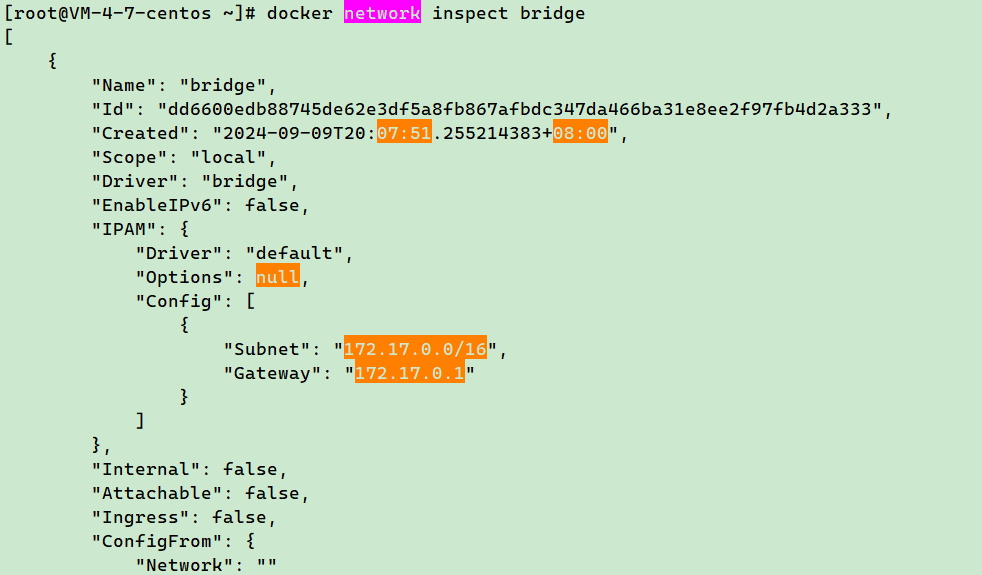 [root@VM-4-7-centos ~]# docker network inspect bridge
[
    {
        "Name": "bridge",
        "Id": "dd6600edb88745de62e3df5a8fb867afbdc347da466ba31e8ee2f97fb4d2a333",
        "Created": "2024-09-09T20:07:51.255214383+08:00",
        "Scope": "local",
        "Driver": "bridge",
        "EnableIPv6": false,
        "IPAM": {
            "Driver": "default",
            "Options": null,
            "Config": [
                {
                    "Subnet": "172.17.0.0/16",
                    "Gateway": "172.17.0.1"
                }
            ]
        },
        "Internal": false,
        "Attachable": false,
        "Ingress": false,
        "ConfigFrom": {
            "Network": ""